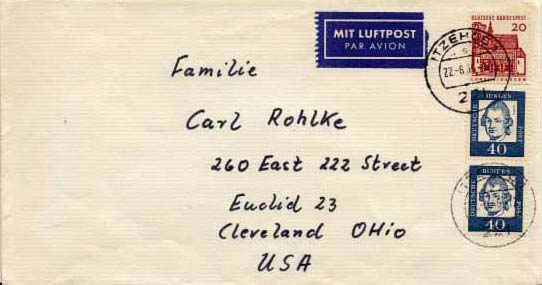 MIT LUFTPOST
PAR AVION
DEUTSCHE BUNDESPOST
20
ITZEHOE
Familie
Carl Rohlke
260 East 222 Street
Euclid 23
Cleveland OHio
USA
DEUTSCHE BUNDESPOST
40
DEUTSCHE BUNDESPOST
40